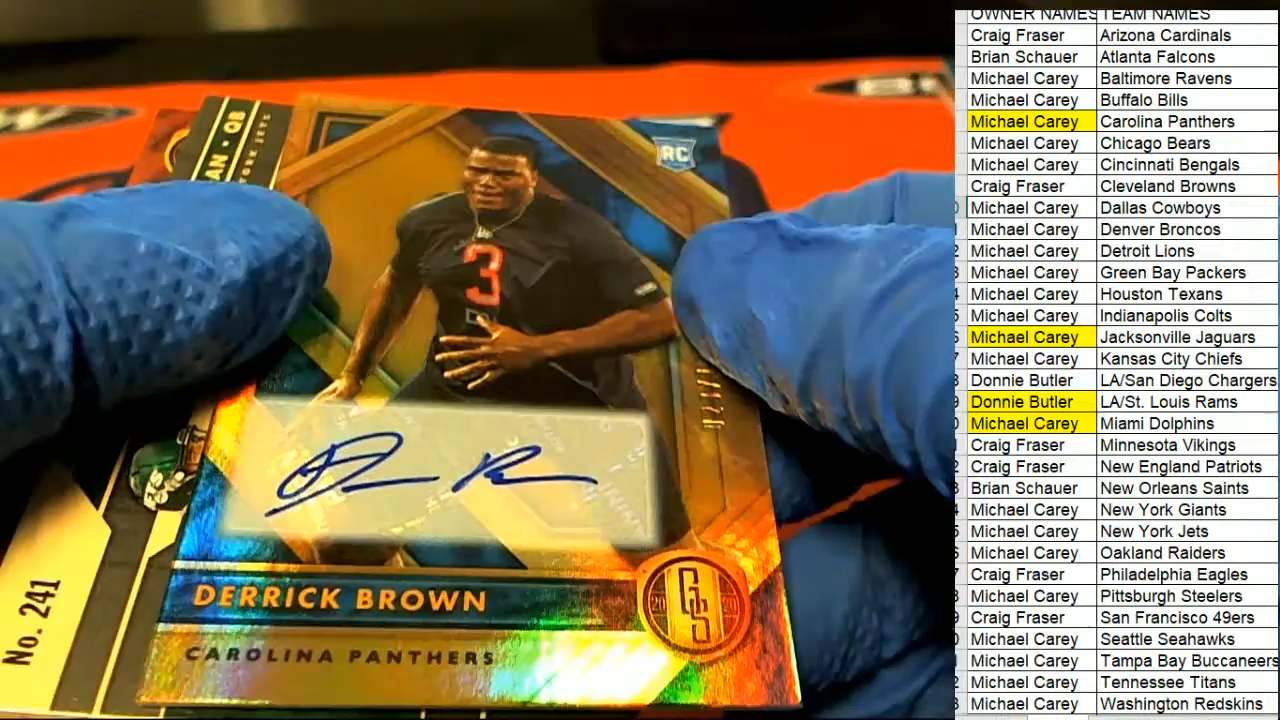 AN · QB
YORK JETS
RC
3
DERRICK BROWN
CAROLINA PANTHERS
GS
No. 241
OWNER NAMES TEAM NAMES
Craig Fraser Arizona Cardinals
Brian Schauer Atlanta Falcons
Michael Carey Baltimore Ravens
Michael Carey Buffalo Bills
Michael Carey Carolina Panthers
Michael Carey Chicago Bears
Michael Carey Cincinnati Bengals
Craig Fraser Cleveland Browns
Michael Carey Dallas Cowboys
Michael Carey Denver Broncos
Michael Carey Detroit Lions
Michael Carey Green Bay Packers
Michael Carey Houston Texans
Michael Carey Indianapolis Colts
Michael Carey Jacksonville Jaguars
Michael Carey Kansas City Chiefs
Donnie Butler LA/San Diego Chargers
Donnie Butler LA/St. Louis Rams
Michael Carey Miami Dolphins
Craig Fraser Minnesota Vikings
Craig Fraser New England Patriots
Brian Schauer New Orleans Saints
Michael Carey New York Giants
Michael Carey New York Jets
Michael Carey Oakland Raiders
Craig Fraser Philadelphia Eagles
Michael Carey Pittsburgh Steelers
Craig Fraser San Francisco 49ers
Michael Carey Seattle Seahawks
Michael Carey Tampa Bay Buccaneers
Michael Carey Tennessee Titans
Michael Carey Washington Redskins